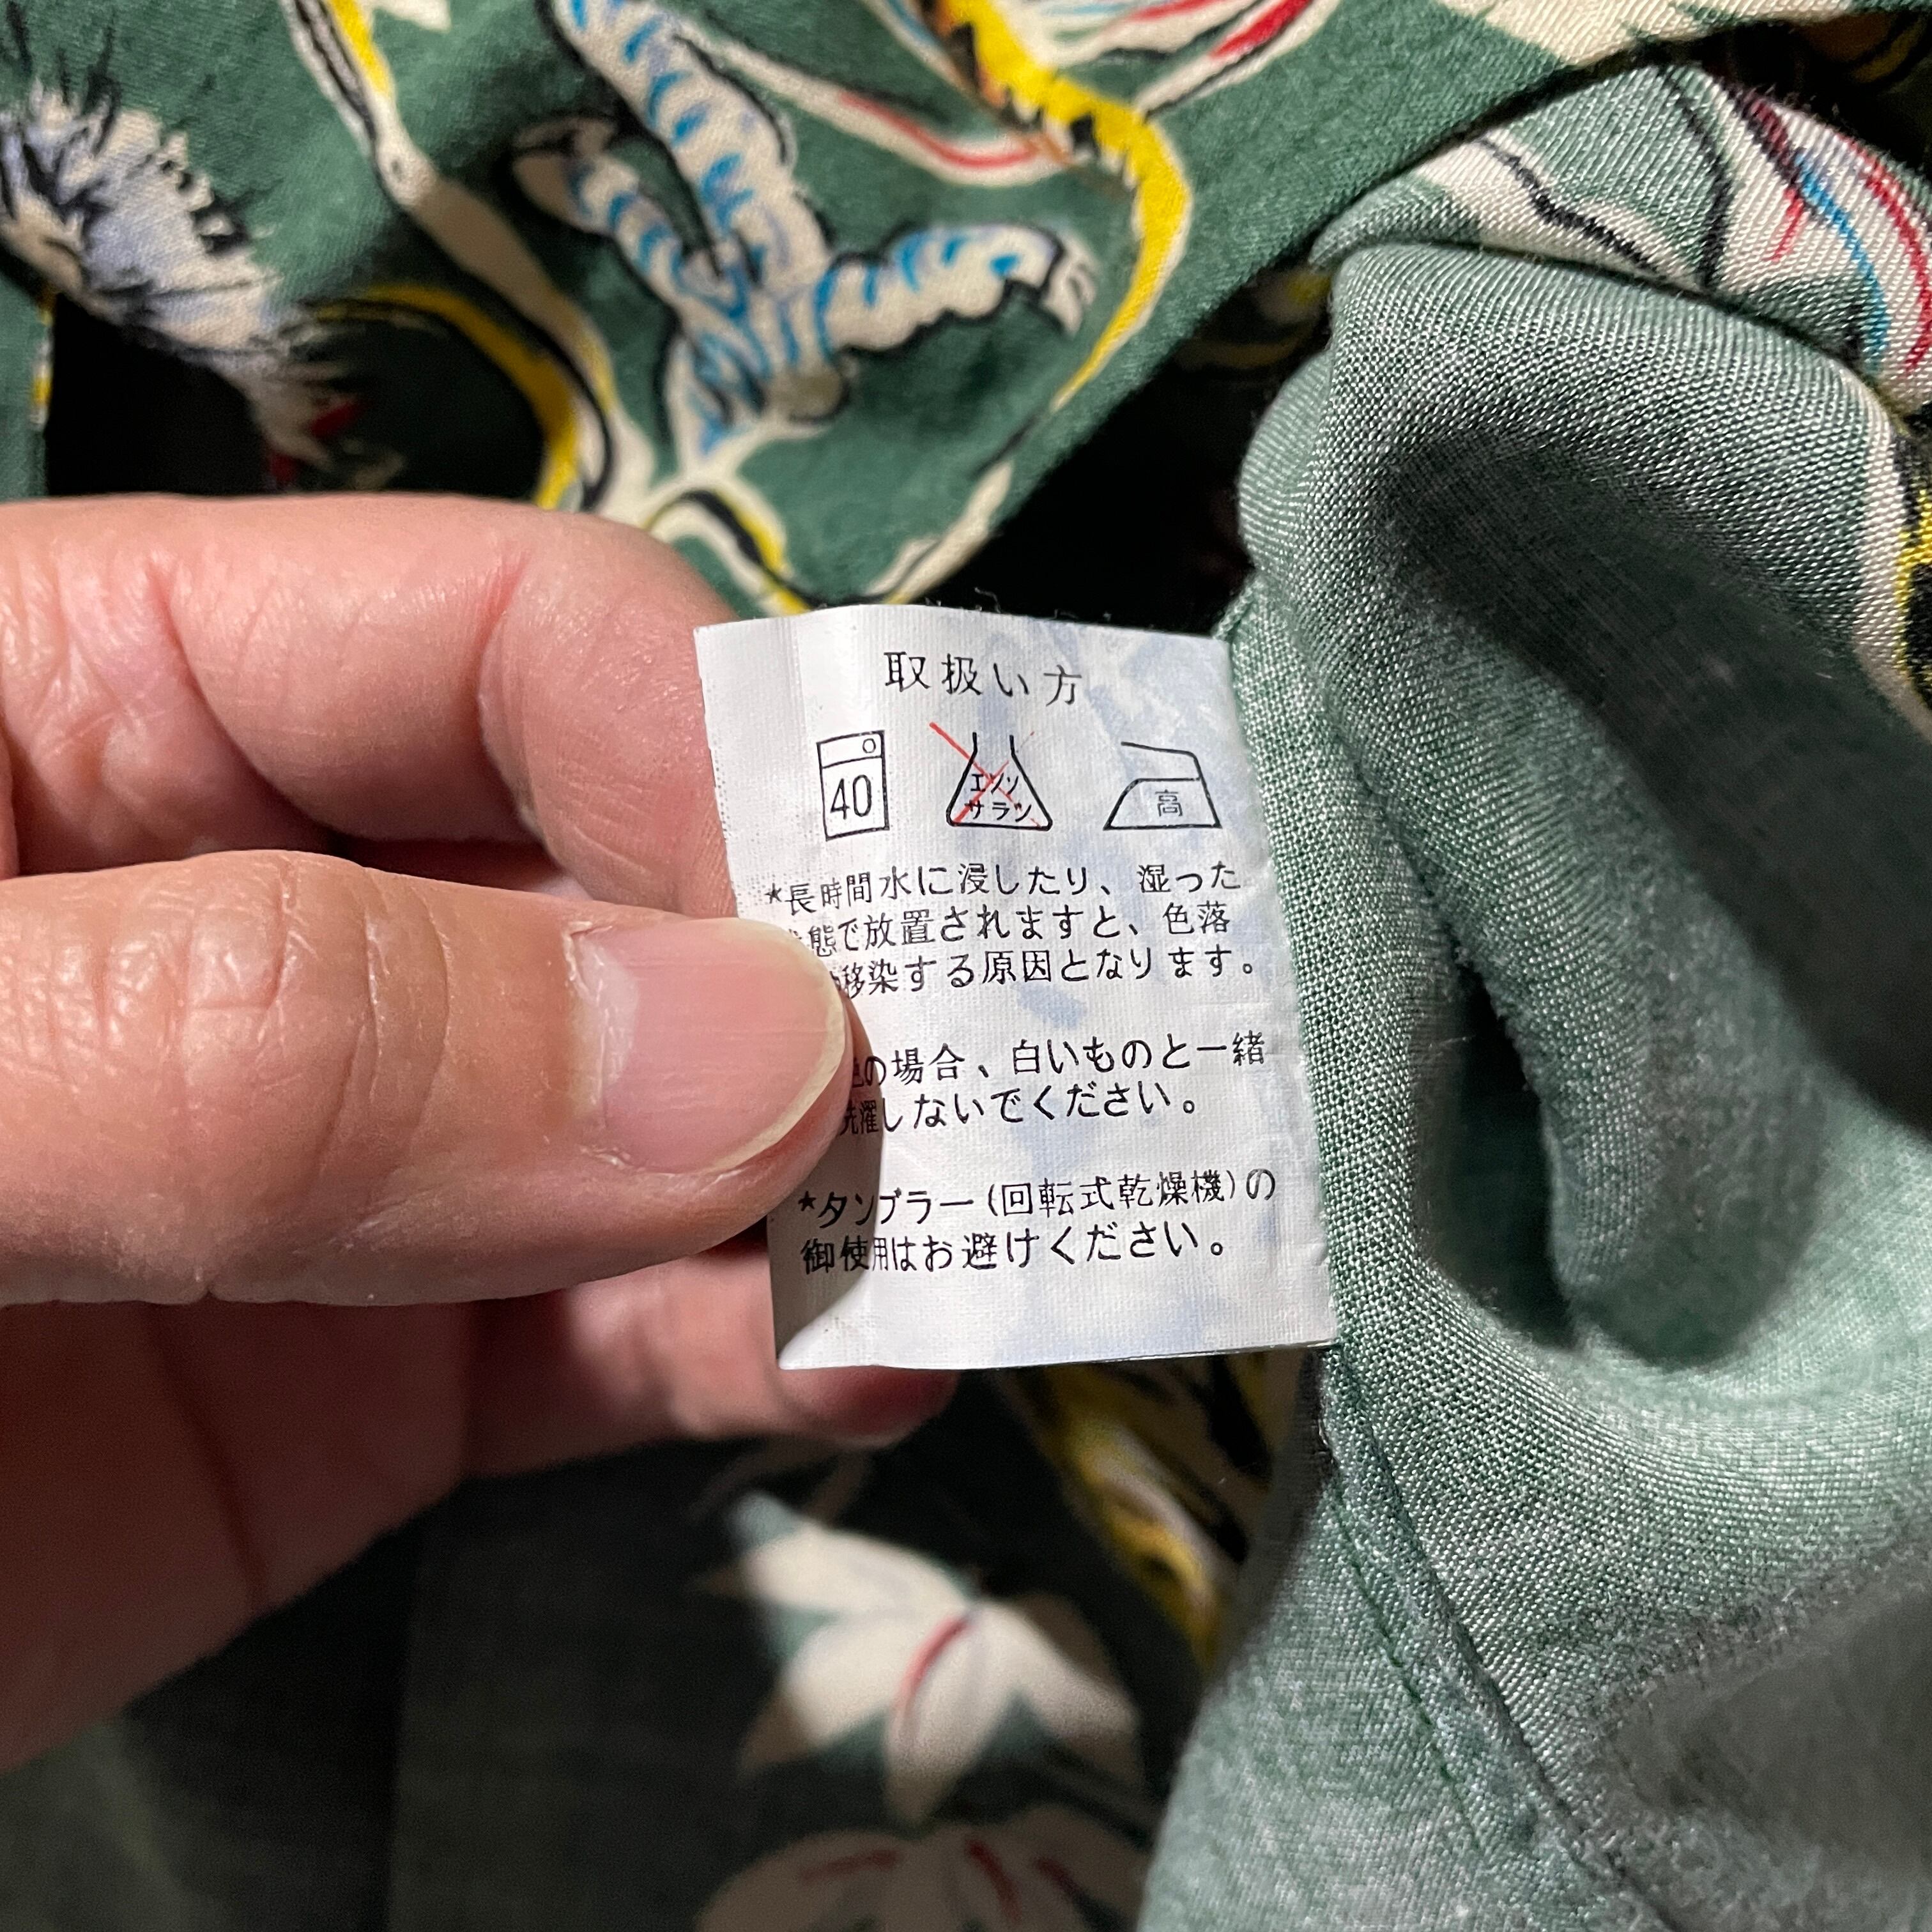 取扱い方
40
エンソ
サラシ
高
*長時間水に浸したり、湿った
態で放置されますと、色落
移染する原因となります。
色の場合、白いものと一緒
洗濯しないでください。
*タンブラー(回転式乾燥機)の
御使用はお避けください。